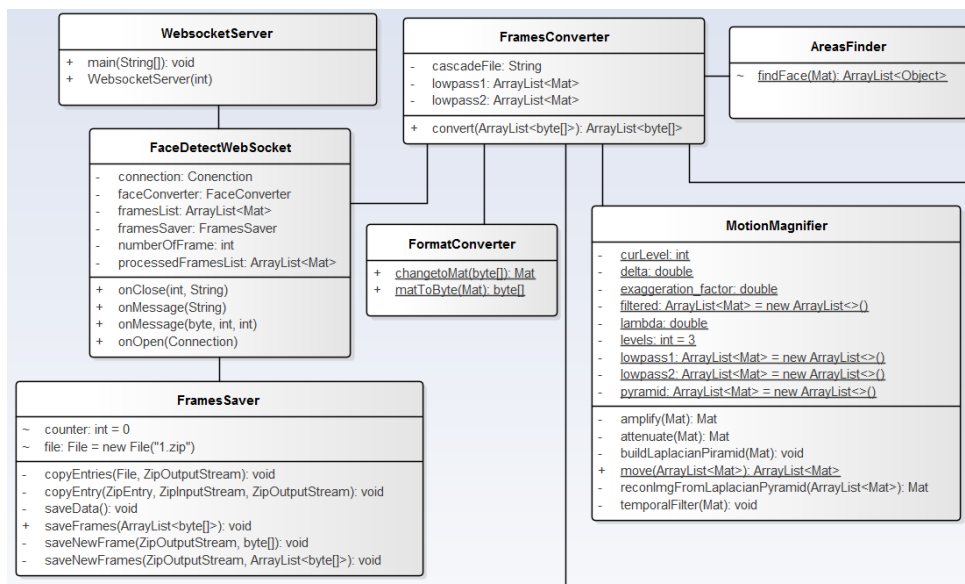 WebsocketServer
+ main(String[]): void
+ WebsocketServer(int)
FaceDetectWebSocket
- connection: Conenction
- faceConverter: FaceConverter
- framesList: ArrayList<Mat>
- framesSaver: FramesSaver
- numberOfFrame: int
- processedFramesList: ArrayList<Mat>
+ onClose(int, String)
+ onMessage(String)
+ onMessage(byte, int, int)
+ onOpen(Connection)
FramesSaver
~ counter: int = 0
~ file: File = new File("1.zip")
- copyEntries(File, ZipOutputStream): void
- copyEntry(ZipEntry, ZipInputStream, ZipOutputStream): void
- saveData(): void
+ saveFrames(ArrayList<byte[]>): void
- saveNewFrame(ZipOutputStream, byte[]): void
- saveNewFrames(ZipOutputStream, ArrayList<byte[]>): void
FramesConverter
- cascadeFile: String
- lowpass1: ArrayList<Mat>
- lowpass2: ArrayList<Mat>
+ convert(ArrayList<byte[]>): ArrayList<byte[]>
FormatConverter
+ changetoMat(byte[]): Mat
+ matToByte(Mat): byte[]
AreasFinder
~ findFace(Mat): ArrayList<Object>
MotionMagnifier
- curLevel: int
- delta: double
- exaggeration_factor: double
- filtered: ArrayList<Mat> = new ArrayList<>()
- lambda: double
- levels: int = 3
- lowpass1: ArrayList<Mat> = new ArrayList<>()
- lowpass2: ArrayList<Mat> = new ArrayList<>()
- pyramid: ArrayList<Mat> = new ArrayList<>()
- amplify(Mat): Mat
- attenuate(Mat): Mat
- buildLaplacianPiramid(Mat): void
+ move(ArrayList<Mat>): ArrayList<Mat>
- reconImgFromLaplacianPyramid(ArrayList<Mat>): Mat
- temporalFilter(Mat): void